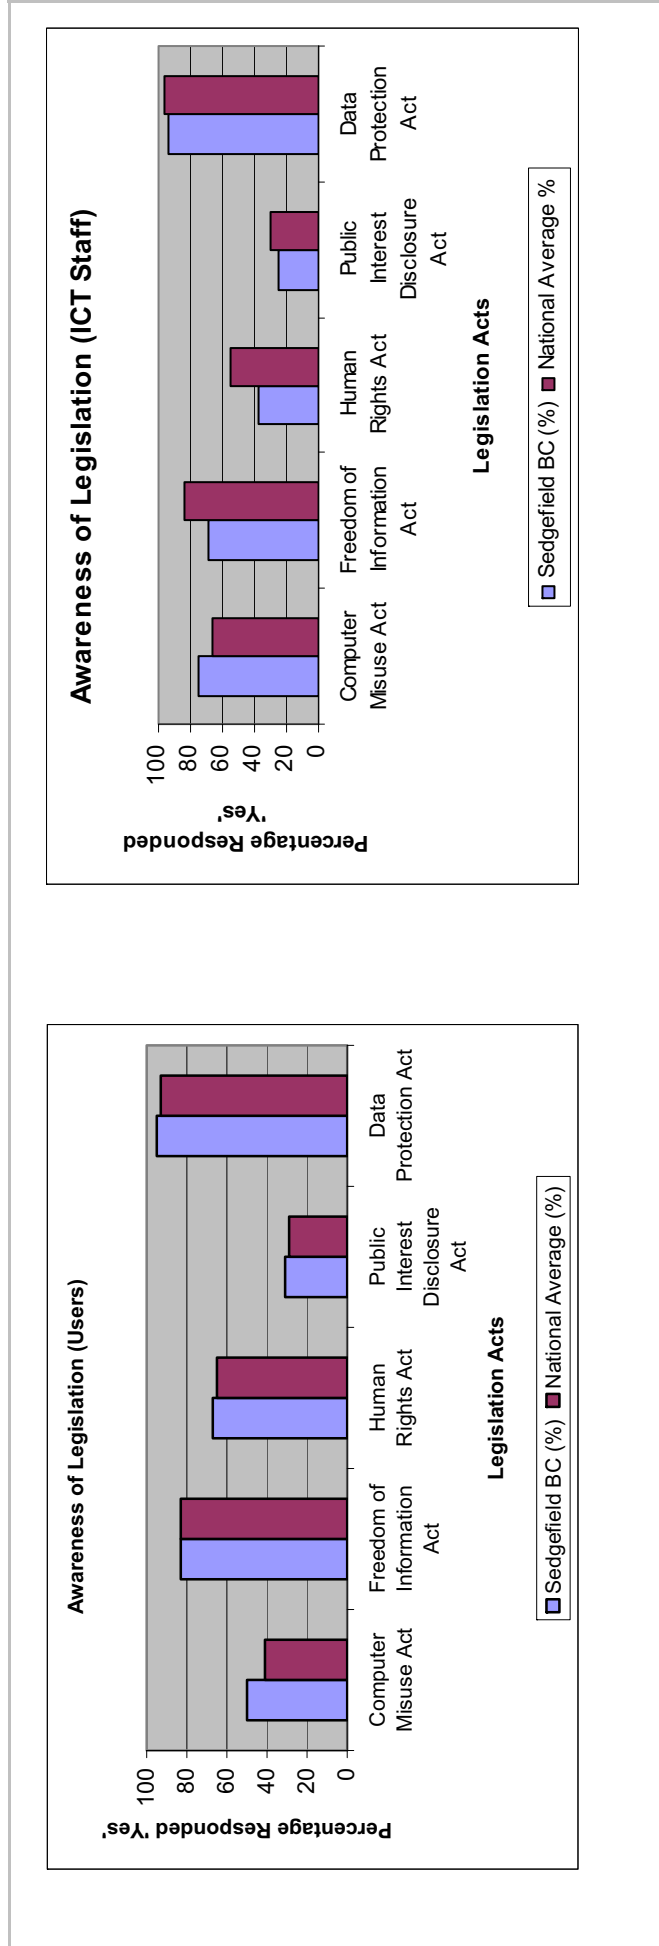 Awareness of Legislation (Users)
100
80
60
40
20
0
Percentage Responded 'Yes'
Computer
Misuse Act
Freedom of
Information
Act
Human
Rights Act
Public
Interest
Disclosure
Act
Data
Protection Act
Legislation Acts
Sedgefield BC (%) National Average (%)
Awareness of Legislation (ICT Staff)
100
80
60
40
20
0
Percentage Responded
'Yes'
Computer
Misuse Act
Freedom of
Information
Act
Human
Rights Act
Public
Interest
Disclosure
Act
Data
Protection
Act
Legislation Acts
Sedgefield BC (%) National Average %